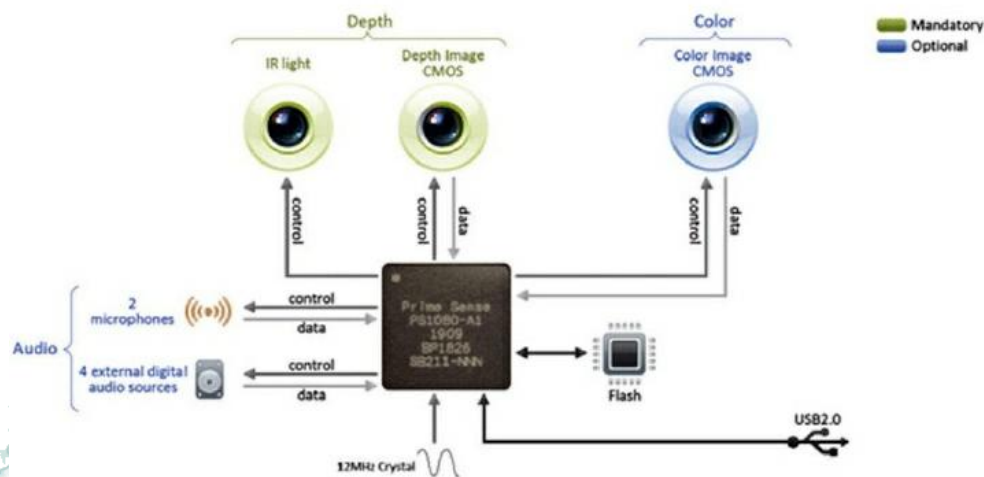 Depth
Color
Mandatory
Optional
IR light
Depth Image
CMOS
Color Image
CMOS
control
control
data
control
data
Prime Sense
PS1080-A1
1909
BP1826
SB211-NNN
Audio
2
microphones
control
data
4 external digital
audio sources
control
data
Flash
USB2.0
12MHz Crystal